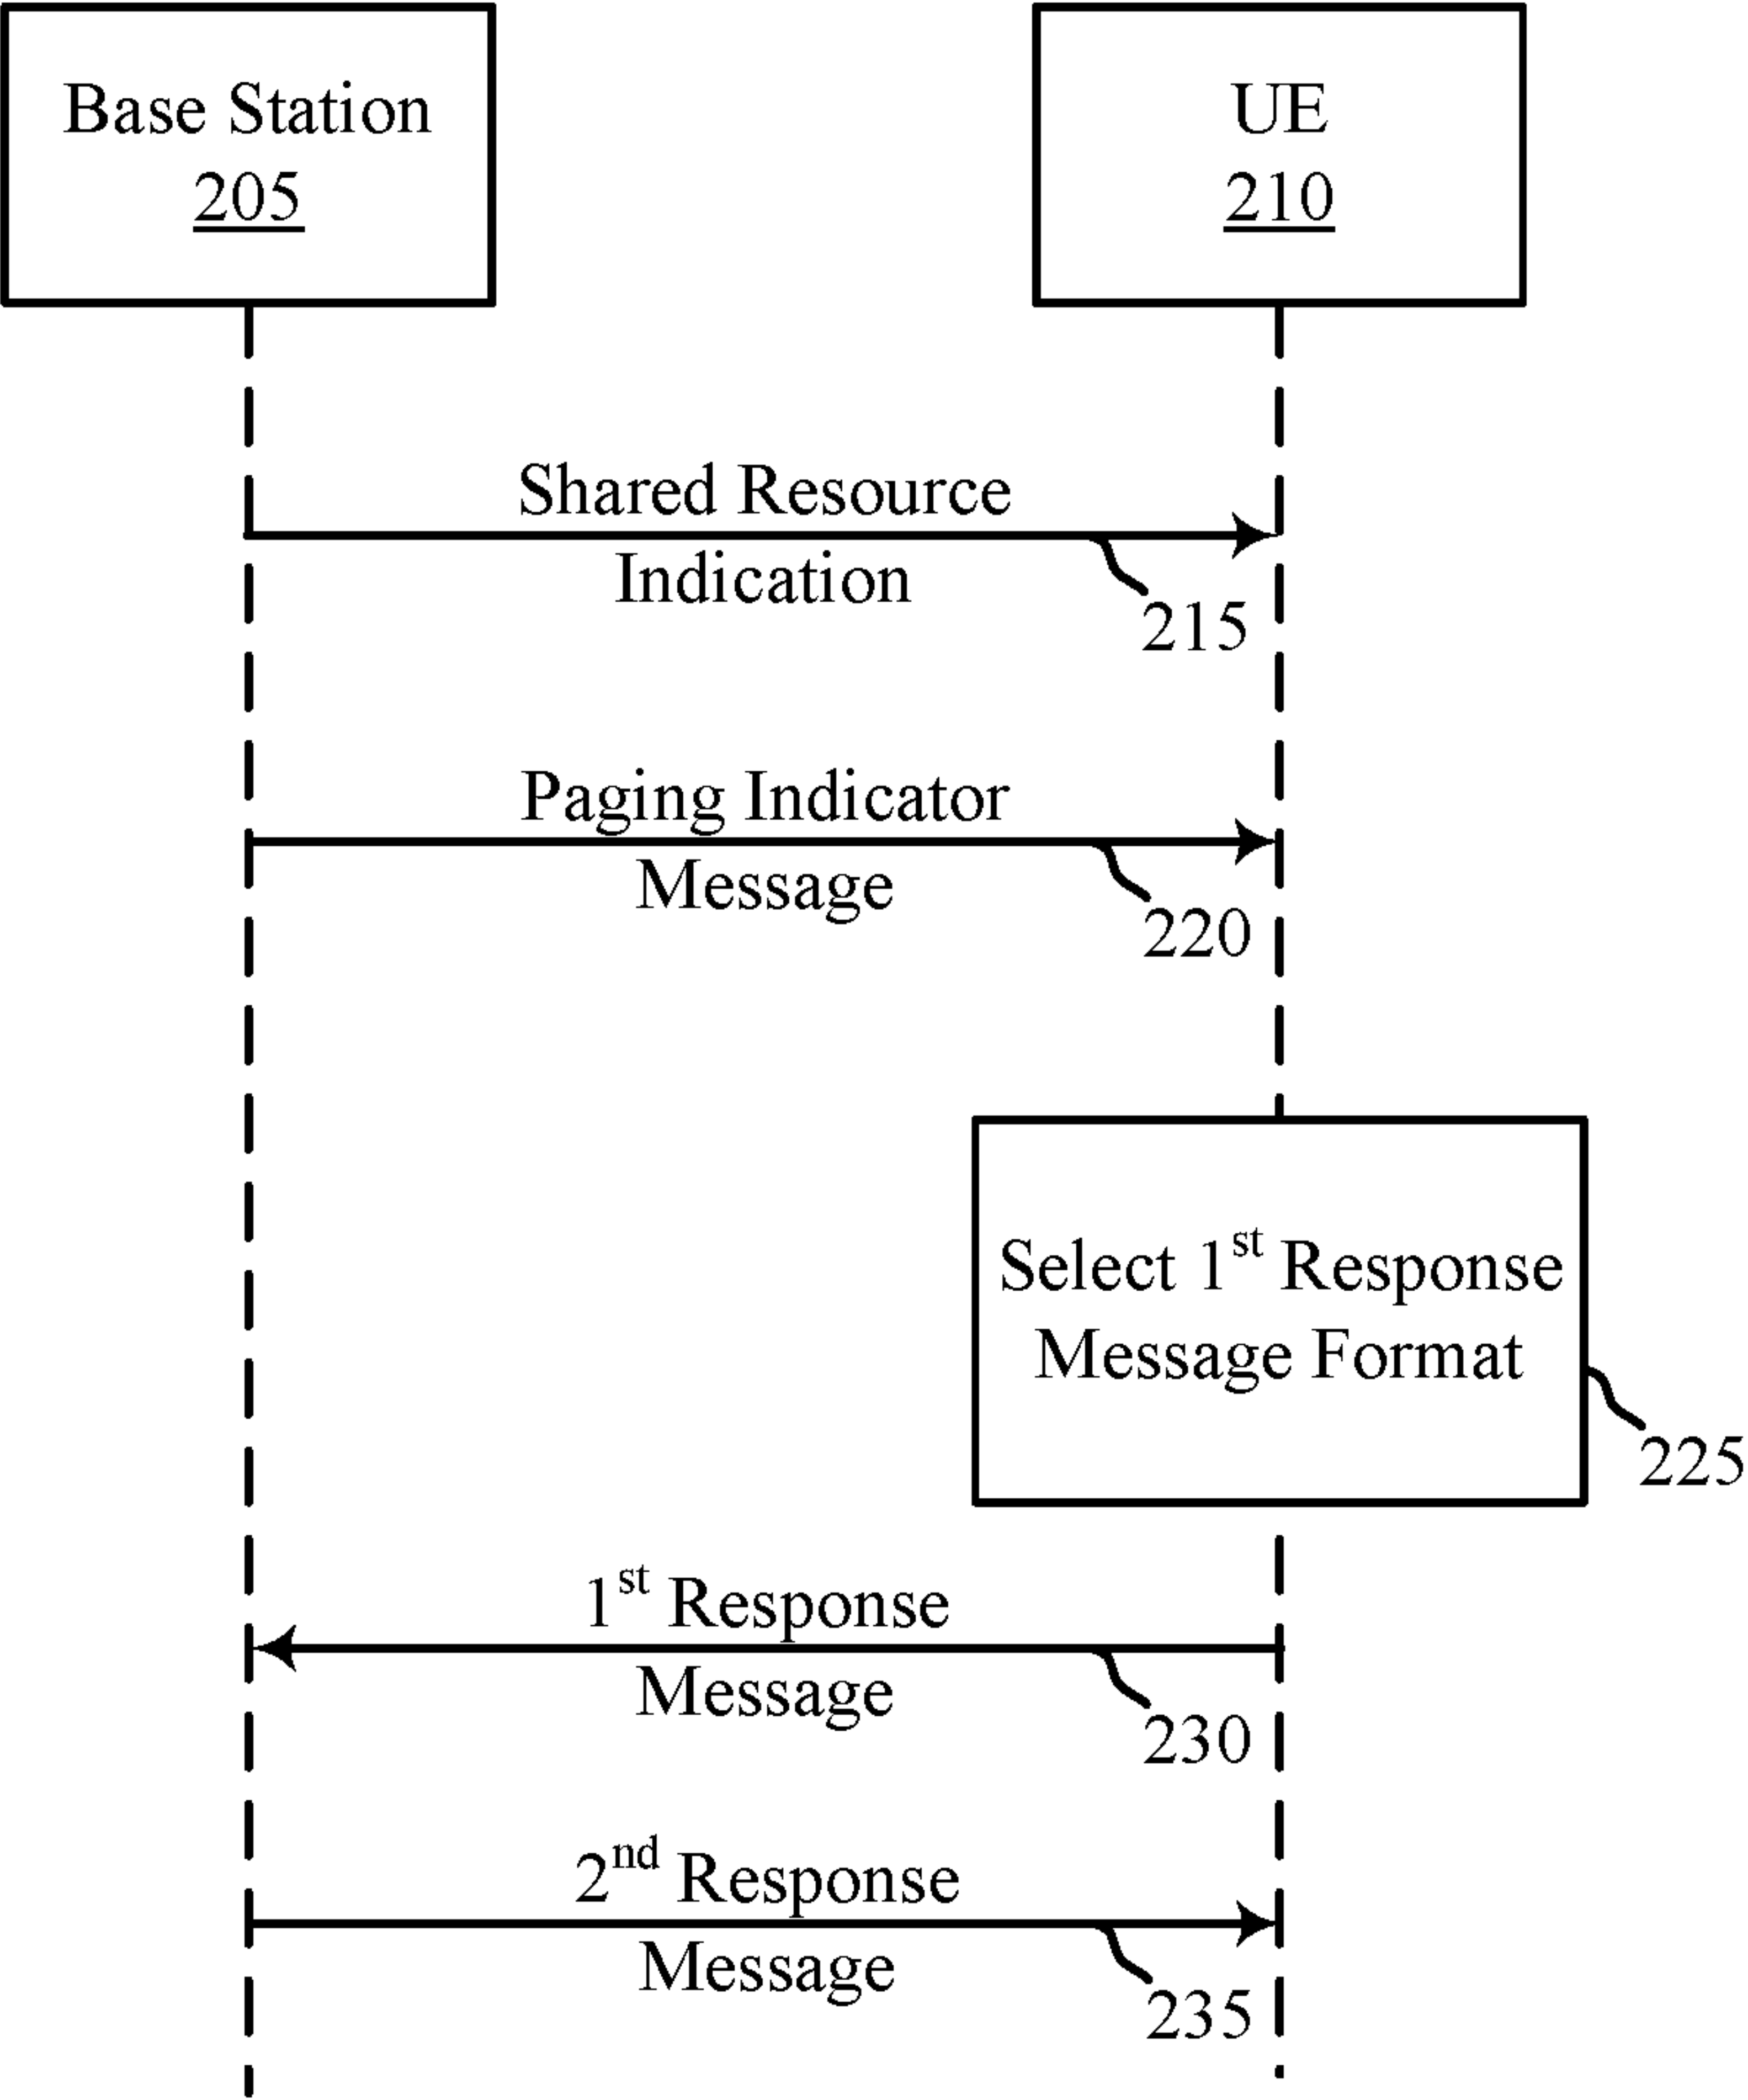 Base Station
205
UE
210
Shared Resource
Indication
215
Paging Indicator
Message
220
Select 1st Response
Message Format
225
1st Response
Message
230
2nd Response
Message
235